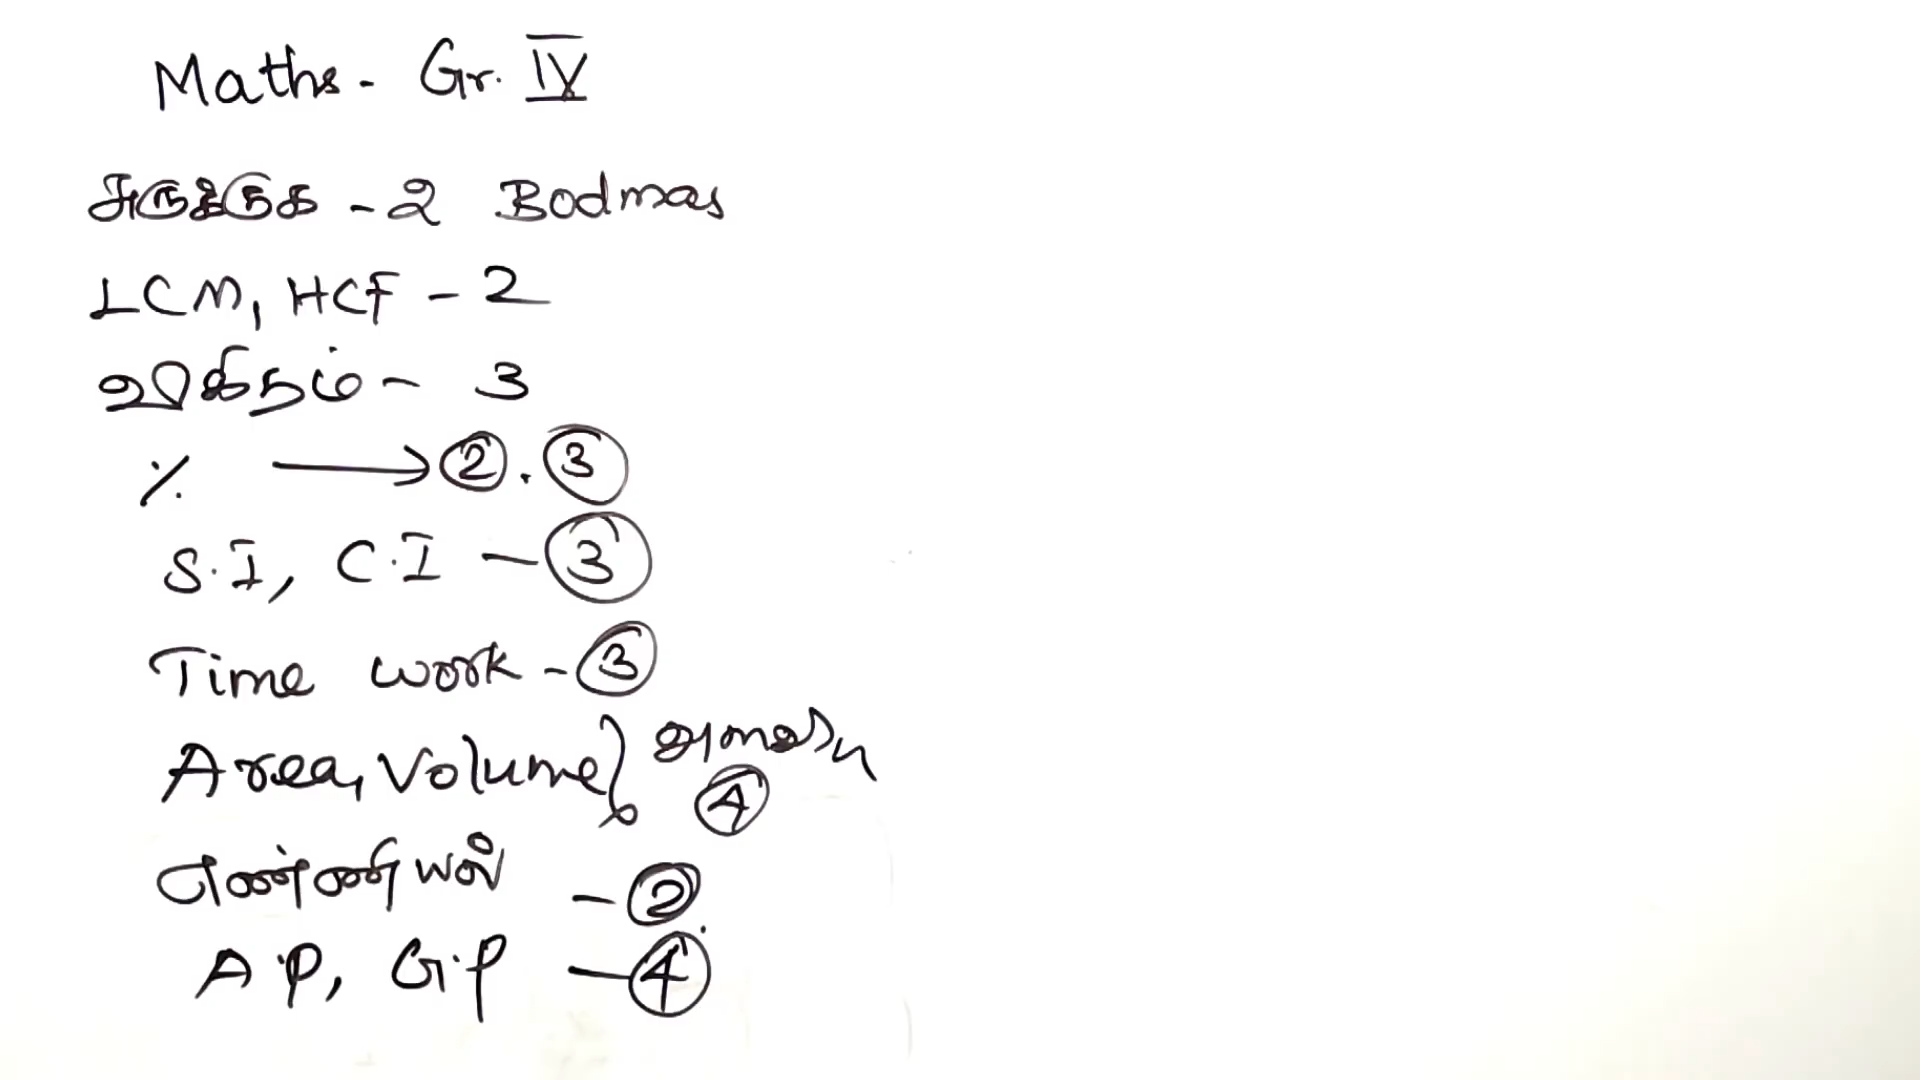 Maths - Gr. IV
சுருக்குக - 2 Bodmas
LCM, HCF - 2
விகிதம் - 3
% → 2. 3
S.I, C.I - 3
Time work - 3
Area, Volume } அளவை
4
எண்ணியல் - 2
A.P, G.P - 4